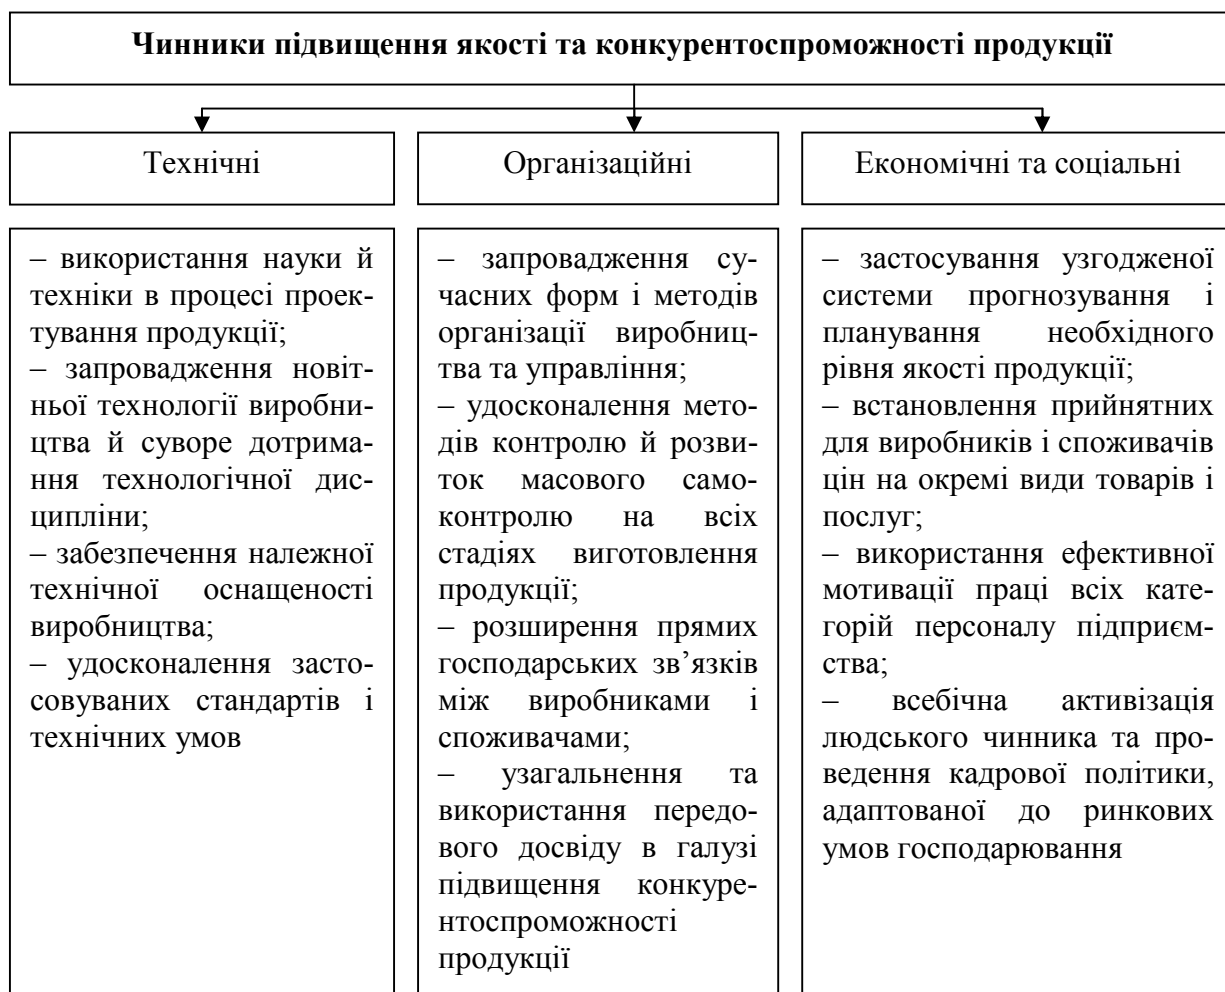 Чинники підвищення якості та конкурентоспроможності продукції
Технічні
Організаційні
Економічні та соціальні
– використання науки й
техніки в процесі проек-
тування продукції;
– запровадження новіт-
ньої технології виробни-
цтва й суворе дотрима-
ння технологічної дис-
ципліни;
– забезпечення належної
технічної оснащеності
виробництва;
– удосконалення засто-
совуваних стандартів і
технічних умов
– запровадження су-
часних форм і методів
організації виробниц-
тва та управління;
– удосконалення мето-
дів контролю й розви-
ток масового само-
контролю на всіх
стадіях виготовлення
продукції;
– розширення прямих
господарських зв’язків
між виробниками і
споживачами;
– узагальнення та
використання передо-
вого досвіду в галузі
підвищення конкуре-
нтоспроможності
продукції
– застосування узгодженої
системи прогнозування і
планування необхідного
рівня якості продукції;
– встановлення прийнятних
для виробників і споживачів
цін на окремі види товарів і
послуг;
– використання ефективної
мотивації праці всіх кате-
горій персоналу підприєм-
ства;
– всебічна активізація
людського чинника та про-
ведення кадрової політики,
адаптованої до ринкових
умов господарювання